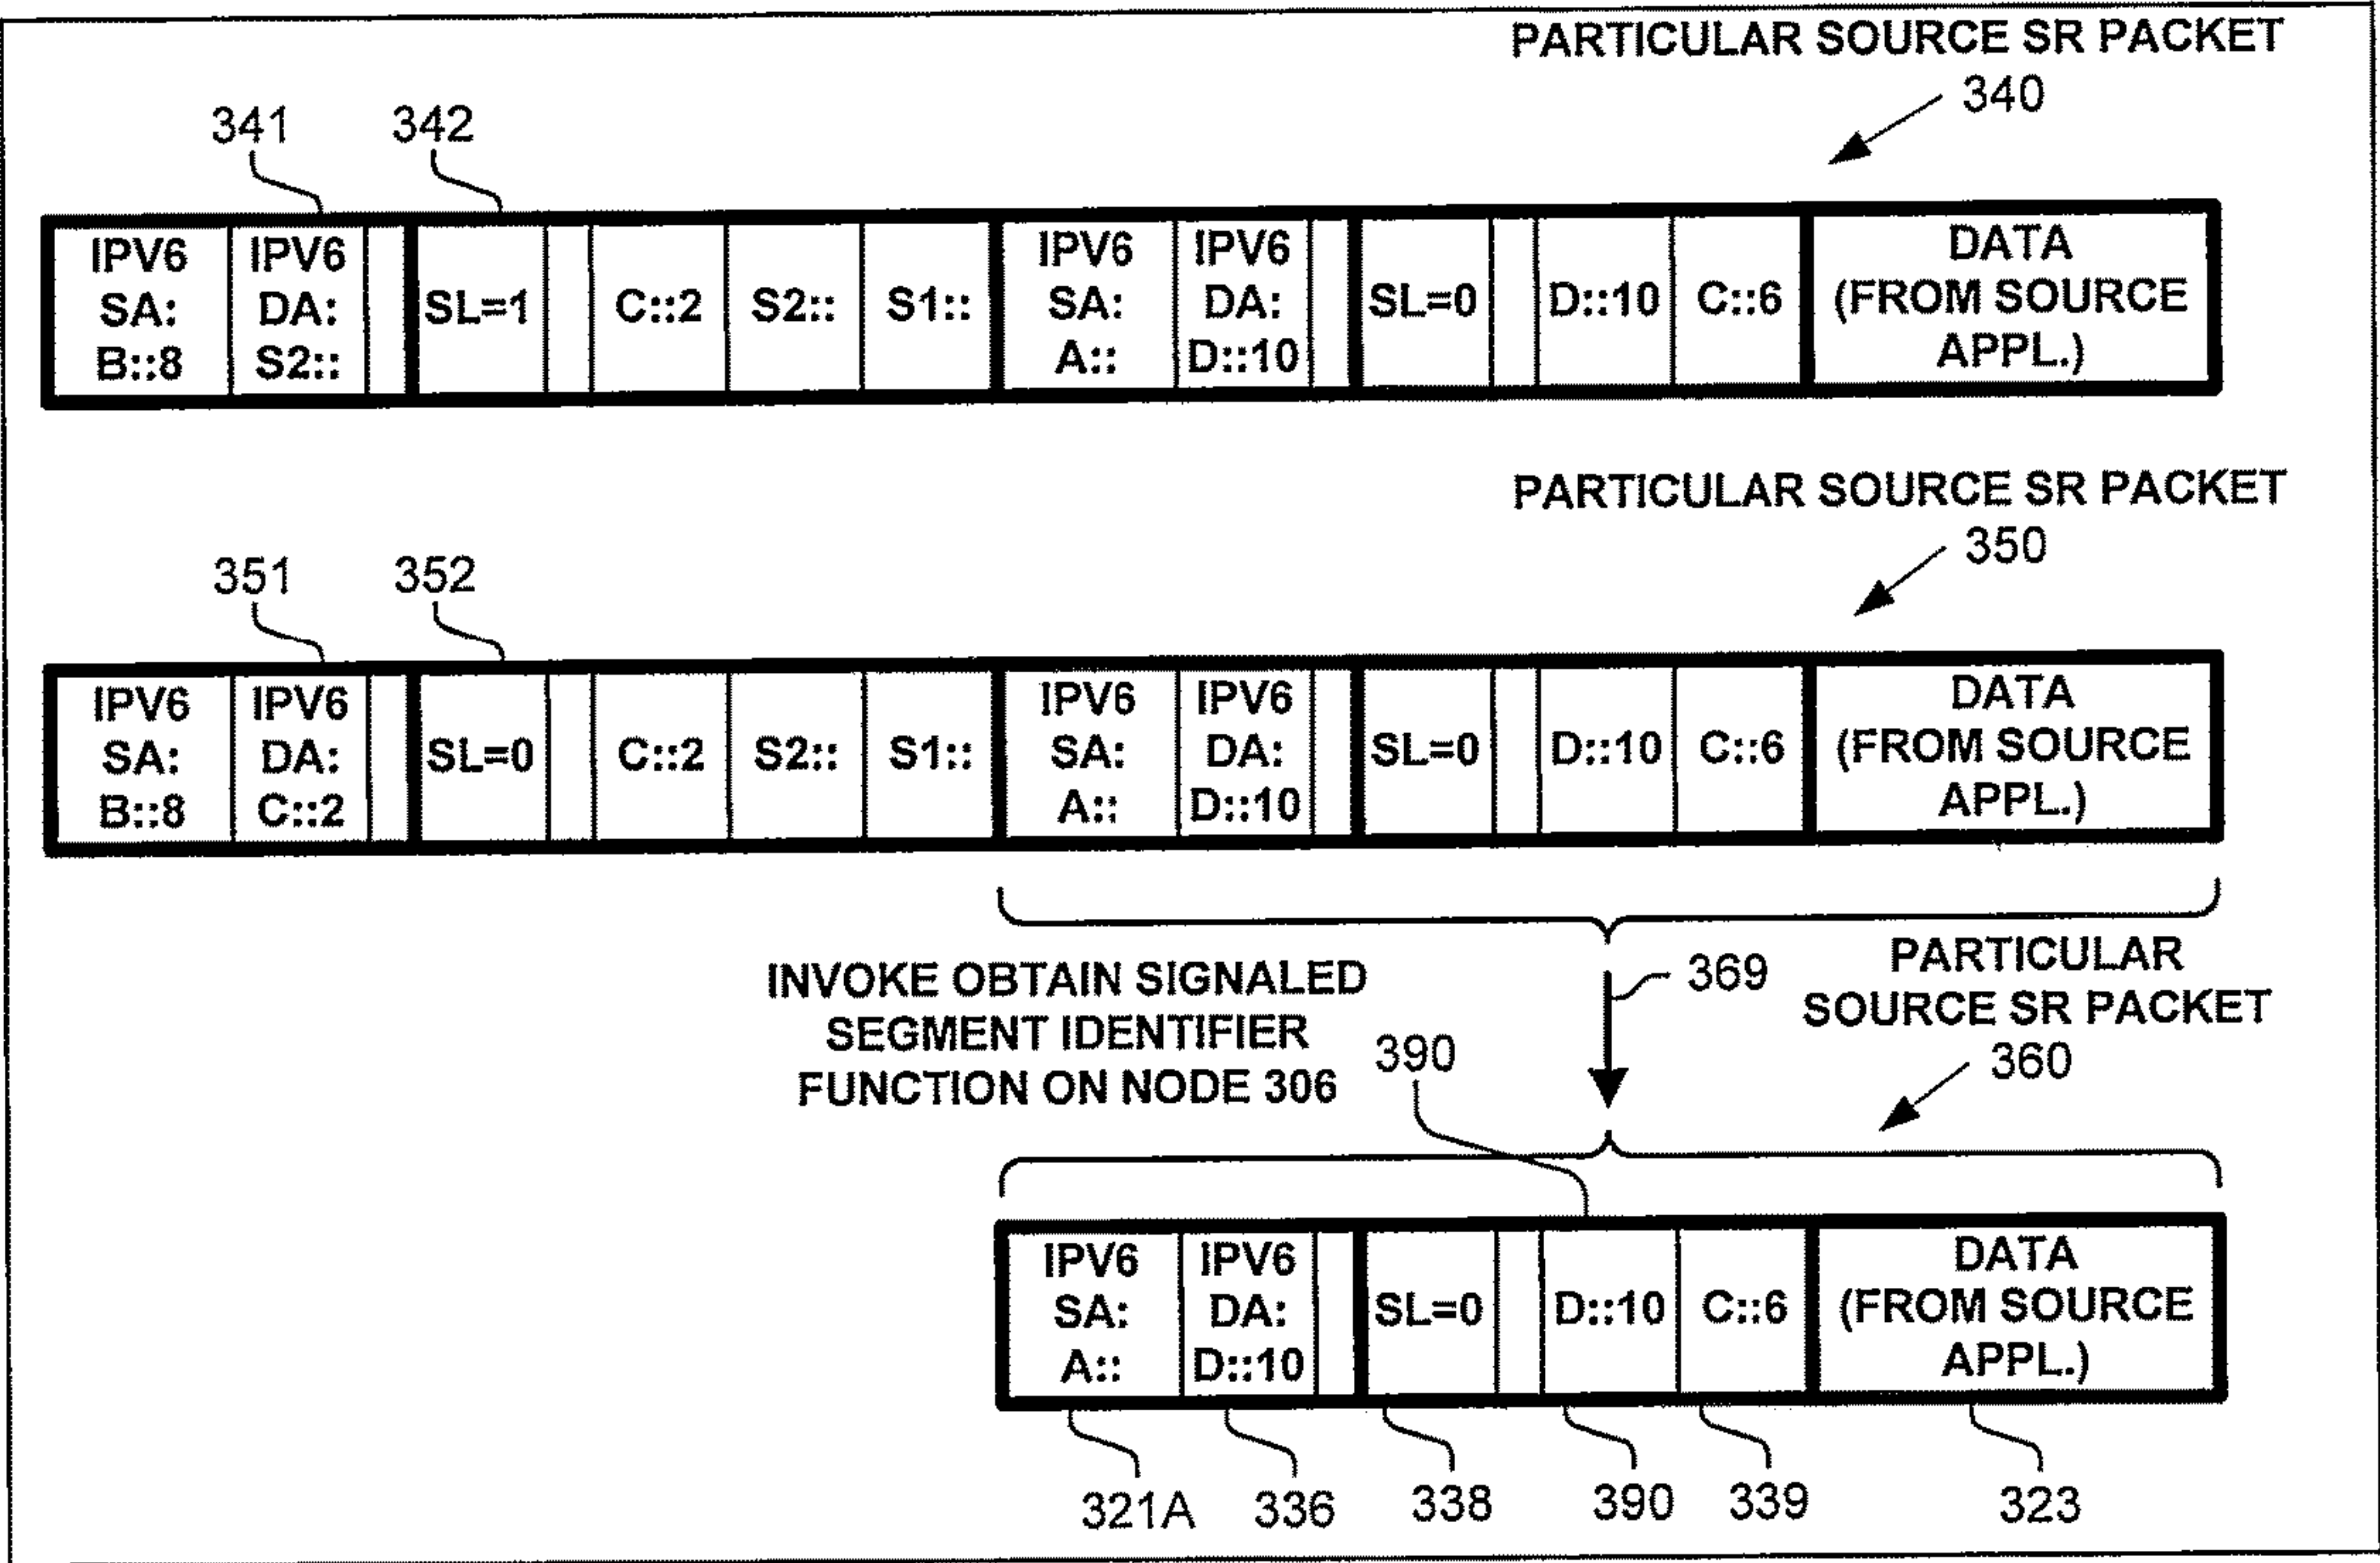 PARTICULAR SOURCE SR PACKET
340
341
342
IPV6
SA:
B::8
IPV6
DA:
S2::
SL=1
C::2
S2::
S1::
IPV6
SA:
A::
IPV6
DA:
D::10
SL=0
D::10
C::6
DATA
(FROM SOURCE
APPL.)
PARTICULAR SOURCE SR PACKET
350
351
352
IPV6
SA:
B::8
IPV6
DA:
C::2
SL=0
C::2
S2::
S1::
IPV6
SA:
A::
IPV6
DA:
D::10
SL=0
D::10
C::6
DATA
(FROM SOURCE
APPL.)
INVOKE OBTAIN SIGNALED
SEGMENT IDENTIFIER
FUNCTION ON NODE 306
390
369
PARTICULAR
SOURCE SR PACKET
360
IPV6
SA:
A::
IPV6
DA:
D::10
SL=0
D::10
C::6
DATA
(FROM SOURCE
APPL.)
321A
336
338
390
339
323